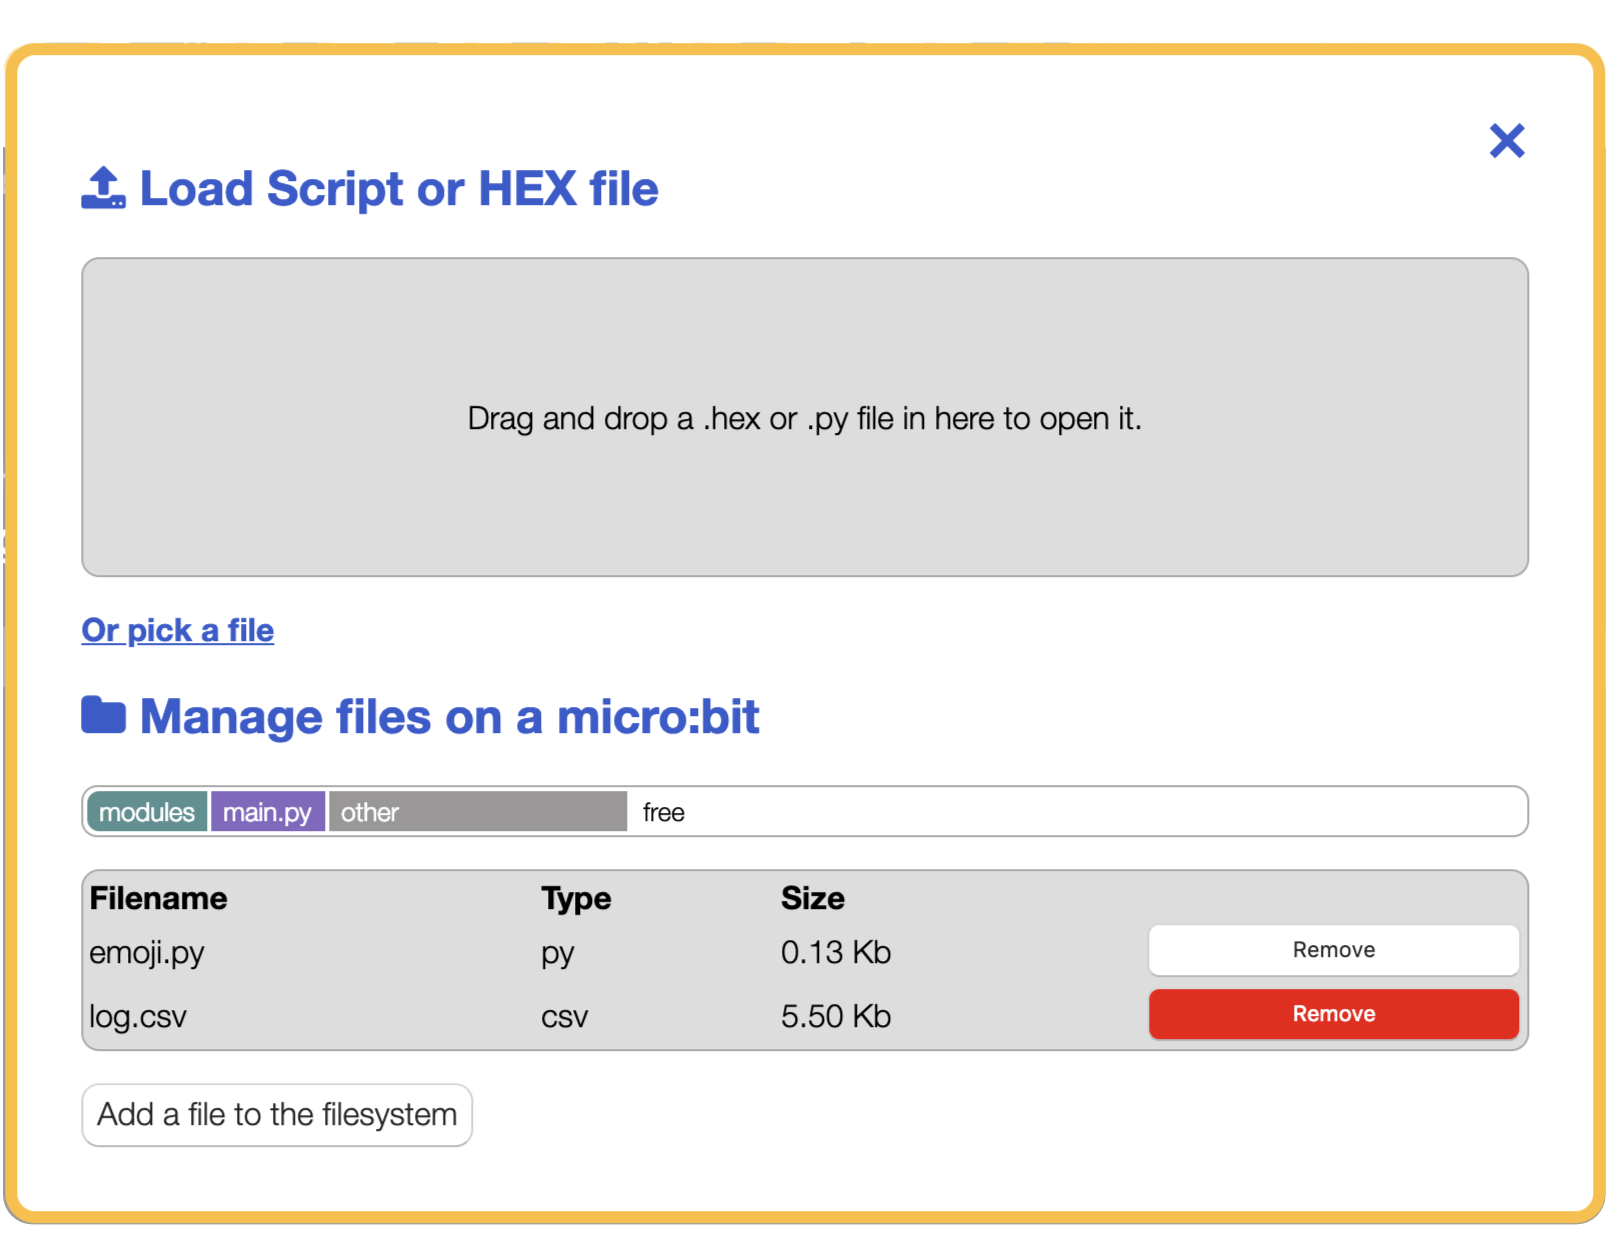 Load Script or HEX file
Drag and drop a .hex or .py file in here to open it.
Or pick a file
Manage files on a micro:bit
modules main.py other free
Filename Type Size
emoji.py py 0.13 Kb Remove
log.csv csv 5.50 Kb Remove
Add a file to the filesystem